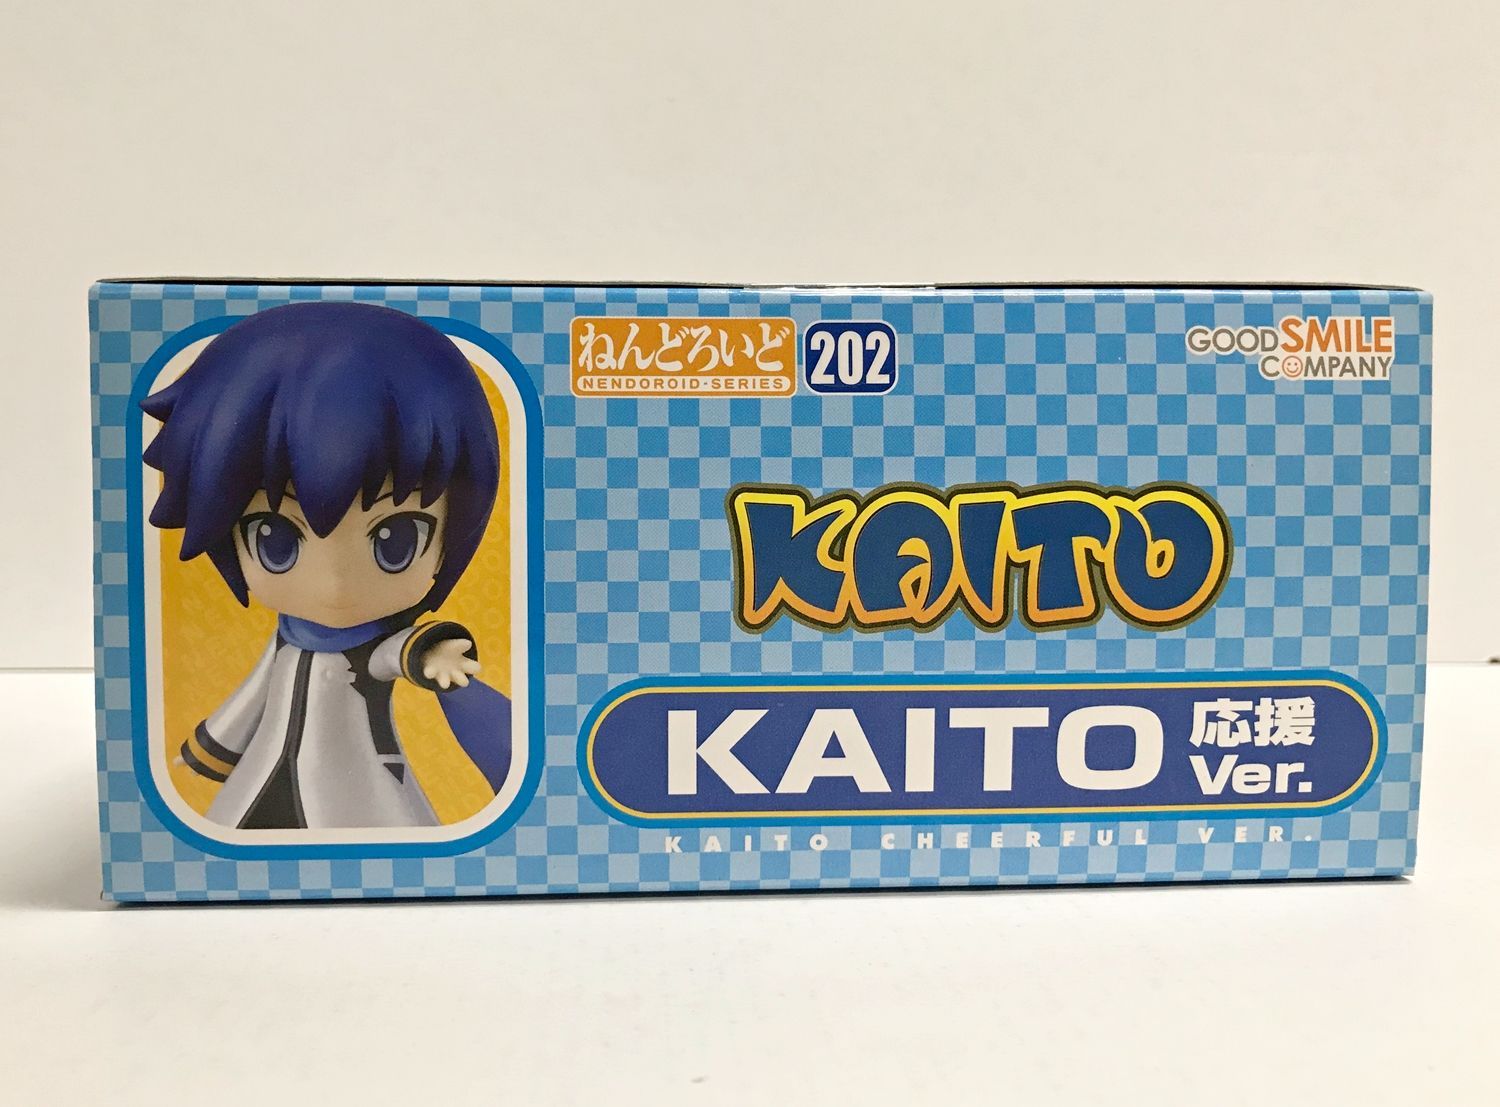 ねんどろいど
NENDOROID·SERIES
202
GOOD SMILE
COMPANY
KAITO
KAITO 応援
Ver.
KAITO CHEERFUL VER.